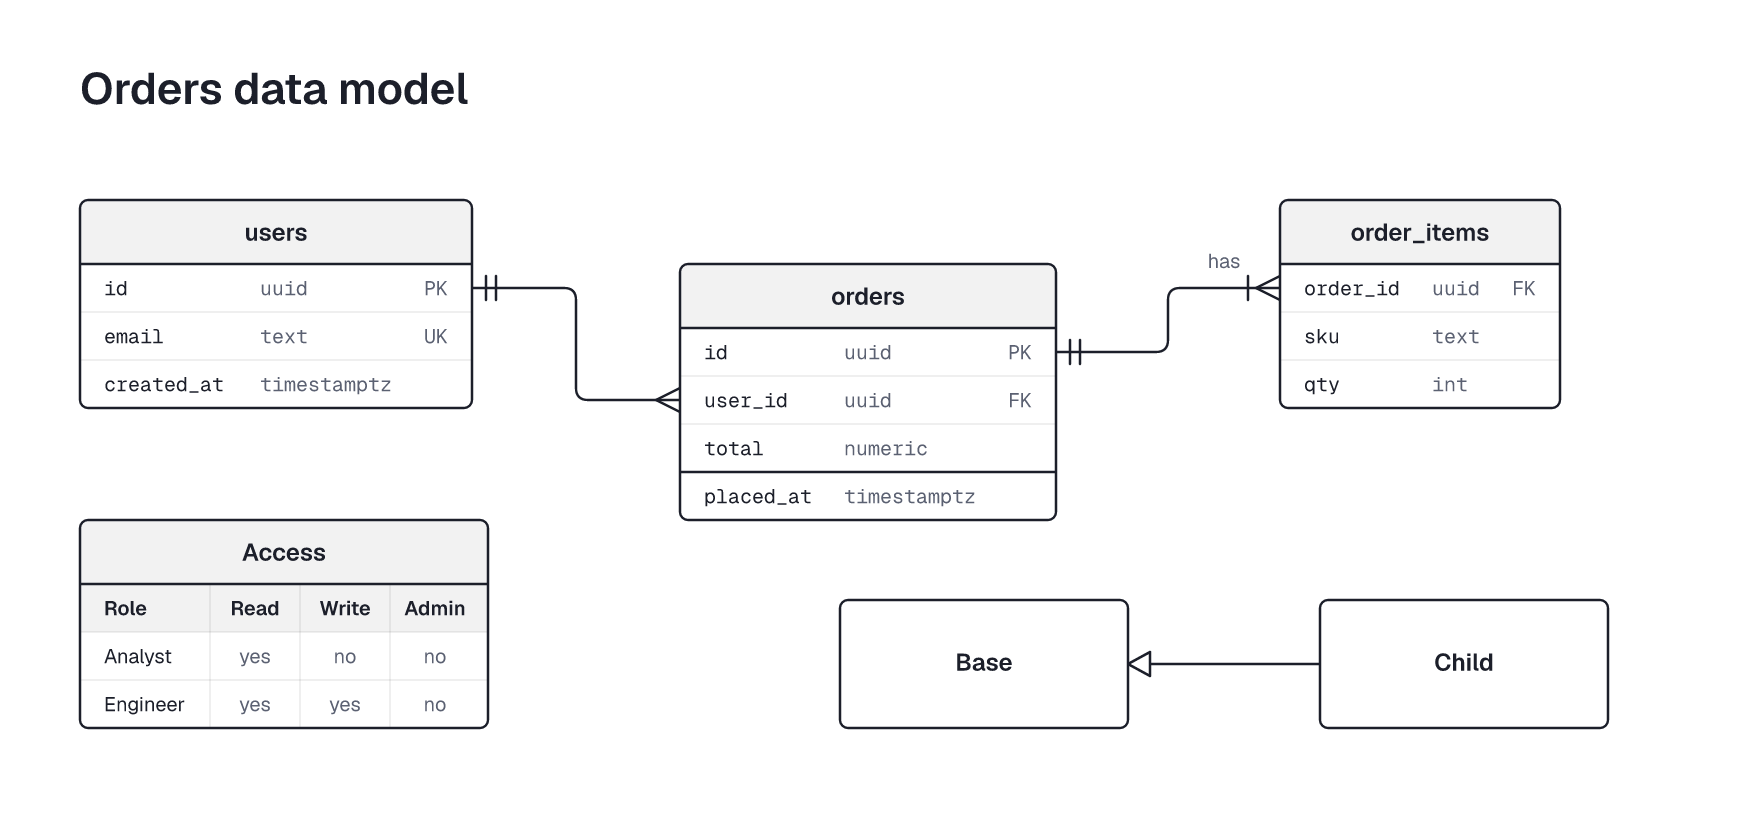 Orders data model
users
id uuid PK
email text UK
created_at timestamptz
orders
id uuid PK
user_id uuid FK
total numeric
placed_at timestamptz
has
order_items
order_id uuid FK
sku text
qty int
Access
Role Read Write Admin
Analyst yes no no
Engineer yes yes no
Base
Child